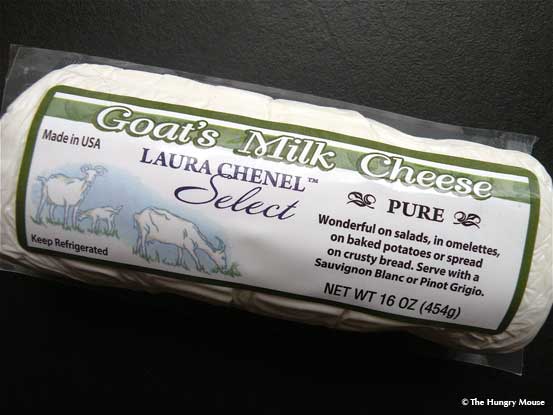 Goat's Milk Cheese
Made in USA
LAURA CHENEL™
Select
PURE
Wonderful on salads, in omelettes,
on baked potatoes or spread
on crusty bread. Serve with a
Sauvignon Blanc or Pinot Grigio.
Keep Refrigerated
NET WT 16 OZ (454g)
© The Hungry Mouse